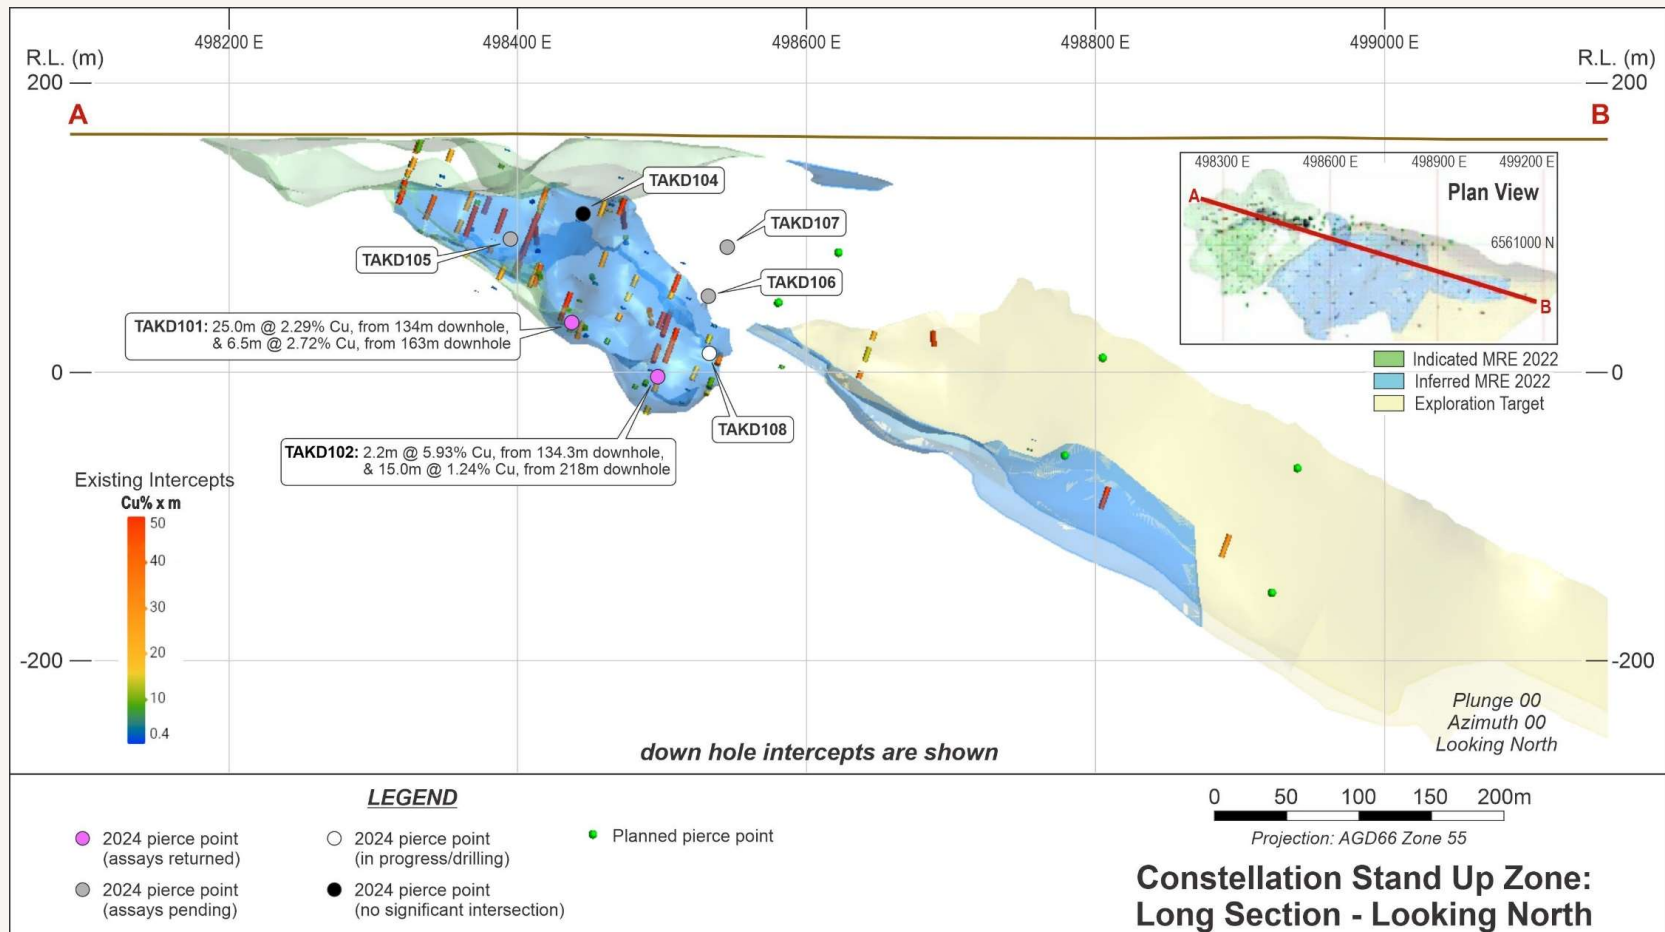 498200 E
498400 E
498600 E
498800 E
499000 E
R.L. (m)
R.L. (m)
200
200
A
B
498300 E
498600 E
498900 E
499200 E
Plan View
A
6561000 N
B
TAKD104
TAKD107
TAKD105
TAKD106
TAKD101: 25.0m @ 2.29% Cu, from 134m downhole,
& 6.5m @ 2.72% Cu, from 163m downhole
Indicated MRE 2022
Inferred MRE 2022
Exploration Target
0
0
TAKD108
TAKD102: 2.2m @ 5.93% Cu, from 134.3m downhole,
& 15.0m @ 1.24% Cu, from 218m downhole
Existing Intercepts
Cu% x m
50
40
30
20
10
0.4
-200
-200
Plunge 00
Azimuth 00
Looking North
down hole intercepts are shown
LEGEND
2024 pierce point
(assays returned)
2024 pierce point
(in progress/drilling)
Planned pierce point
2024 pierce point
(assays pending)
2024 pierce point
(no significant intersection)
0
50
100
150
200m
Projection: AGD66 Zone 55
Constellation Stand Up Zone:
Long Section - Looking North